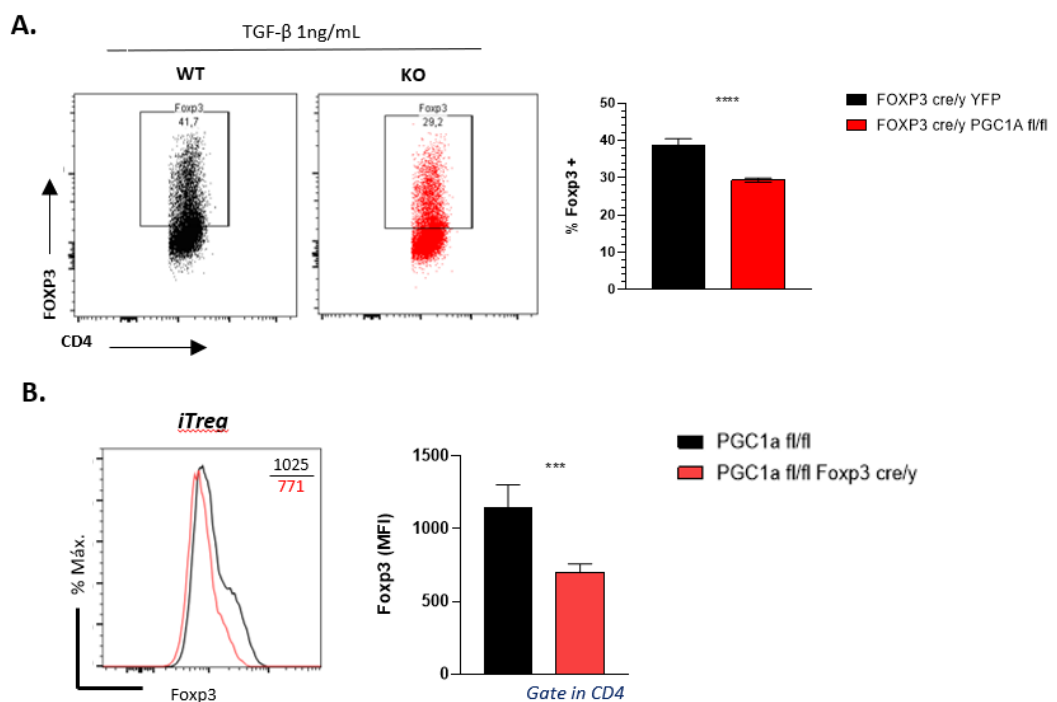 A.
TGF-β 1ng/mL
WT
KO
Foxp3
41,7
Foxp3
29,2
FOXP3
CD4
% Foxp3 +
50
40
30
20
10
0
****
FOXP3 cre/y YFP
FOXP3 cre/y PGC1A fl/fl
B.
iTreg
1025
771
% Máx.
Foxp3
Foxp3 (MFI)
1500
1000
500
0
***
Gate in CD4
PGC1a fl/fl
PGC1a fl/fl Foxp3 cre/y